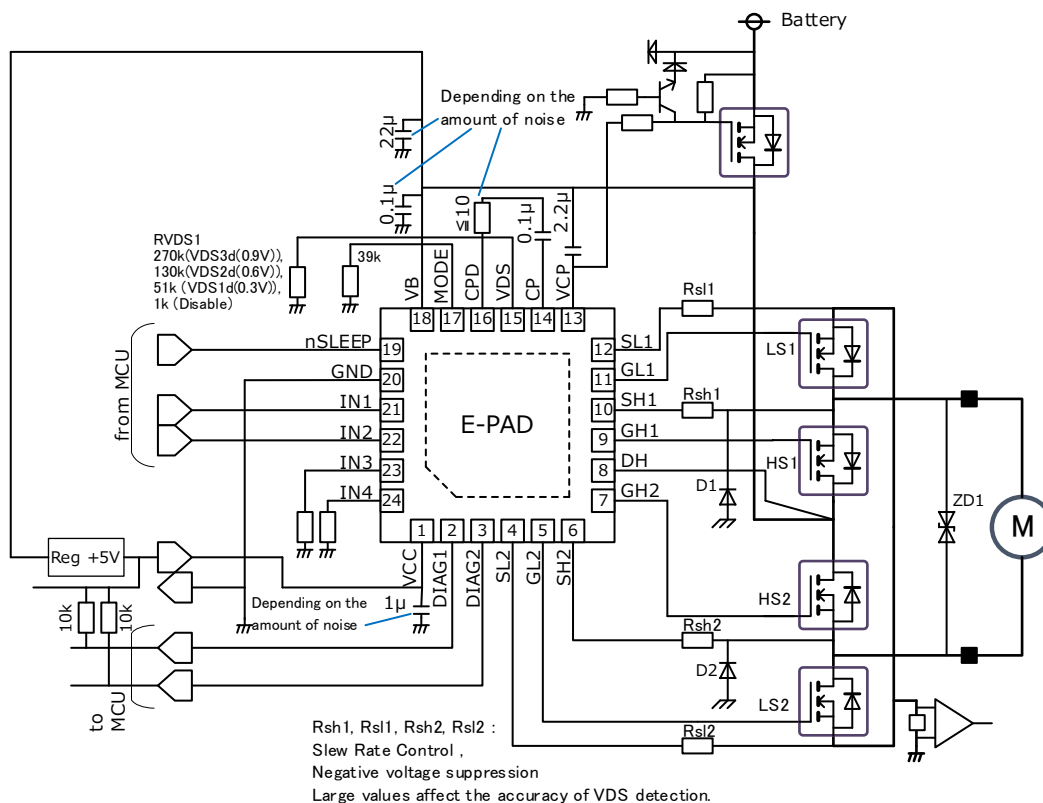 Battery
Depending on the
amount of noise
22μ
0.1μ
≦10
0.1μ
2.2μ
RVDS1
270k(VDS3d(0.9V)),
130k(VDS2d(0.6V)),
51k (VDS1d(0.3V)),
1k (Disable)
39k
VB
MODE
CPD
VDS
CP
VCP
18
17
16
15
14
13
Rsl1
from MCU
nSLEEP
19
GND
20
IN1
21
IN2
22
IN3
23
IN4
24
E-PAD
12
SL1
11
GL1
10
SH1
Rsh1
9
GH1
8
DH
7
GH2
LS1
HS1
D1
ZD1
M
1
2
3
4
5
6
VCC
DIAG1
DIAG2
SL2
GL2
SH2
Reg +5V
10k
10k
Depending on the
amount of noise
1μ
HS2
Rsh2
D2
LS2
Rsl2
to
MCU
Rsh1, Rsl1, Rsh2, Rsl2 :
Slew Rate Control ,
Negative voltage suppression
Large values affect the accuracy of VDS detection.